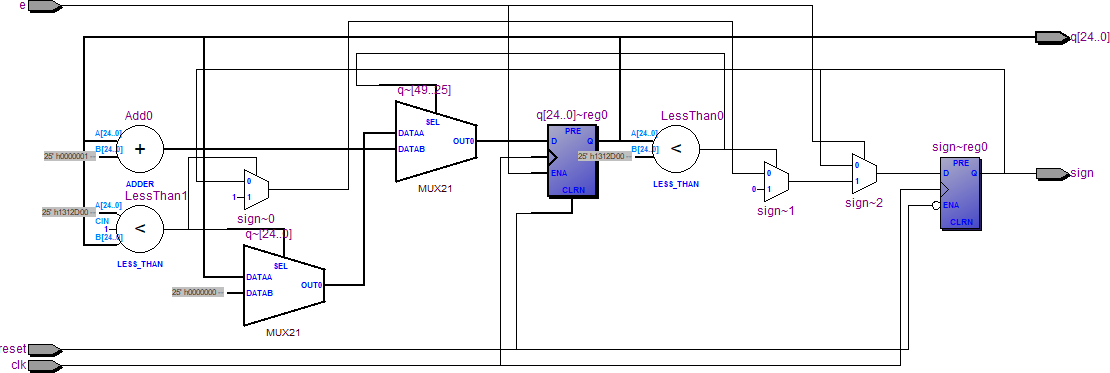 e
q[24..0]
q~[49..25]
SEL
DATAA
DATAB
OUT0
MUX21
Add0
A[24..0]
B[24..0]
25' h0000001 --
+
ADDER
q[24..0]~reg0
PRE
D
Q
ENA
CLRN
LessThan0
A[24..0]
B[24..0]
25' h1312D00 --
<
LESS_THAN
sign~reg0
PRE
D
Q
ENA
CLRN
sign
0
1
sign~2
0
0
1
sign~1
LessThan1
25' h1312D00 --
A[24..0]
CIN
1
B[24..0]
<
LESS_THAN
0
1
1
sign~0
q~[24..0]
SEL
DATAA
DATAB
25' h0000000 --
OUT0
MUX21
reset
clk